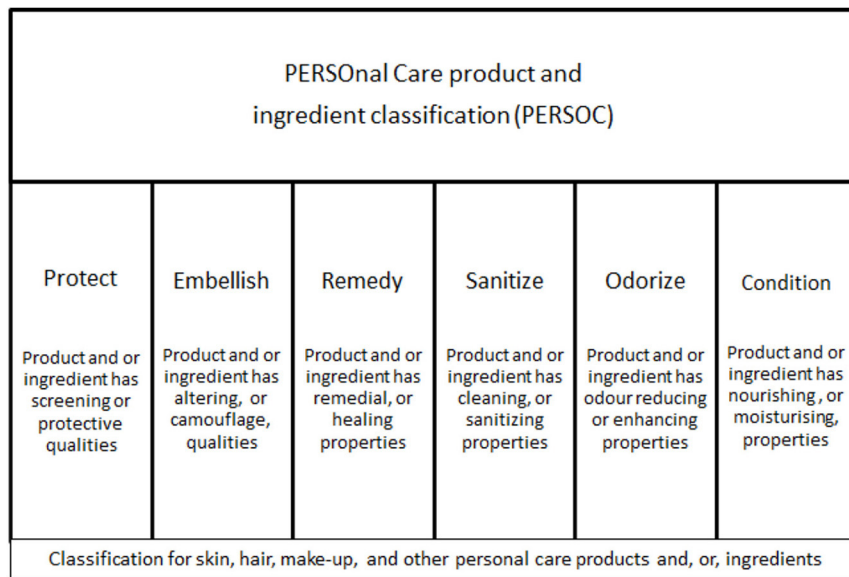 PERSOnal Care product and
ingredient classification (PERSOC)
Protect
Product and or
ingredient has
screening or
protective
qualities
Embellish
Product and or
ingredient has
altering, or
camouflage,
qualities
Remedy
Product and or
ingredient has
remedial, or
healing
properties
Sanitize
Product and or
ingredient has
cleaning, or
sanitizing
properties
Odorize
Product and or
ingredient has
odour reducing
or enhancing
properties
Condition
Product and or
ingredient has
nourishing , or
moisturising,
properties
Classification for skin, hair, make-up, and other personal care products and, or, ingredients